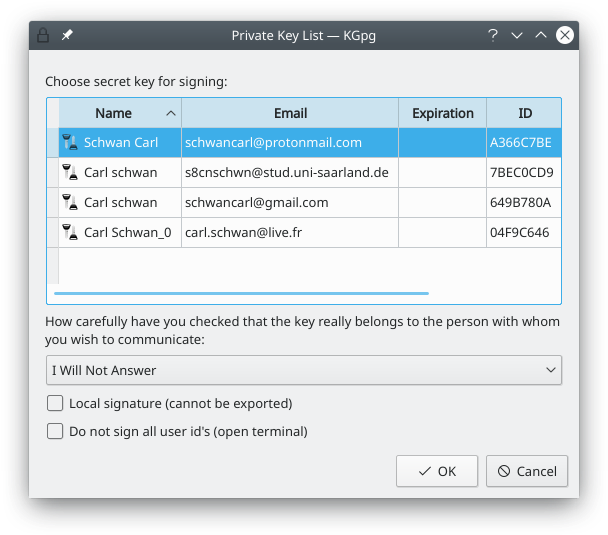 Private Key List — KGpg
Choose secret key for signing:
Name Email Expiration ID
Schwan Carl schwancarl@protonmail.com A366C7BE
Carl schwan s8cnschwn@stud.uni-saarland.de 7BEC0CD9
Carl schwan schwancarl@gmail.com 649B780A
Carl Schwan_0 carl.schwan@live.fr 04F9C646
How carefully have you checked that the key really belongs to the person with whom
you wish to communicate:
I Will Not Answer
Local signature (cannot be exported)
Do not sign all user id's (open terminal)
OK Cancel